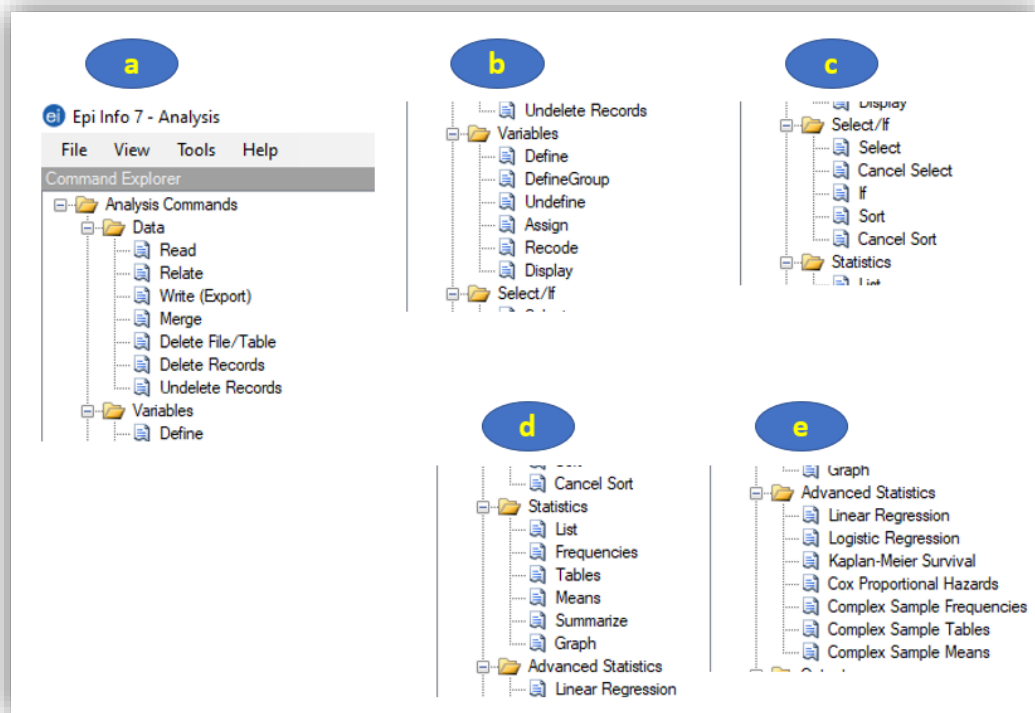 a
ei Epi Info 7 - Analysis
File View Tools Help
Command Explorer
Analysis Commands
Data
Read
Relate
Write (Export)
Merge
Delete File/Table
Delete Records
Undelete Records
Variables
Define
b
Undelete Records
Variables
Define
DefineGroup
Undefine
Assign
Recode
Display
Select/If
c
Display
Select/If
Select
Cancel Select
If
Sort
Cancel Sort
Statistics
List
d
Cancel Sort
Statistics
List
Frequencies
Tables
Means
Summarize
Graph
Advanced Statistics
Linear Regression
e
Graph
Advanced Statistics
Linear Regression
Logistic Regression
Kaplan-Meier Survival
Cox Proportional Hazards
Complex Sample Frequencies
Complex Sample Tables
Complex Sample Means